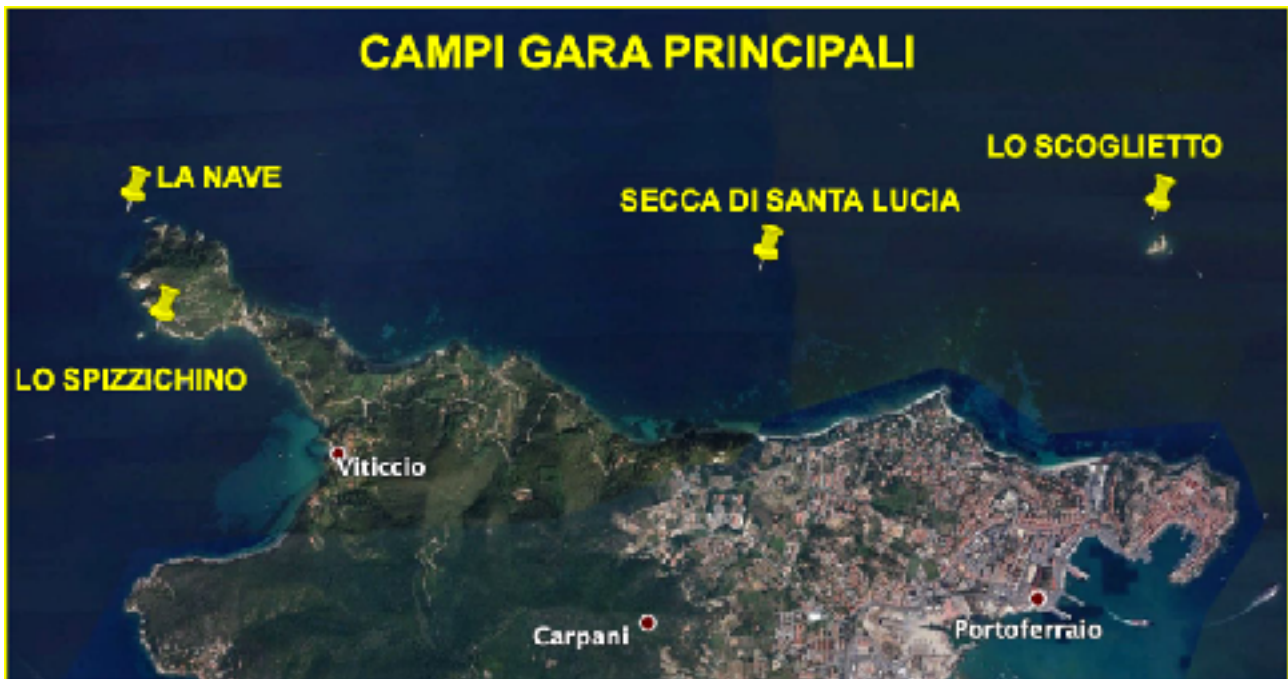 CAMPI GARA PRINCIPALI
LO SCOGLIETTO
LA NAVE
SECCA DI SANTA LUCIA
LO SPIZZICHINO
Viticcio
Carpani
Portoferraio